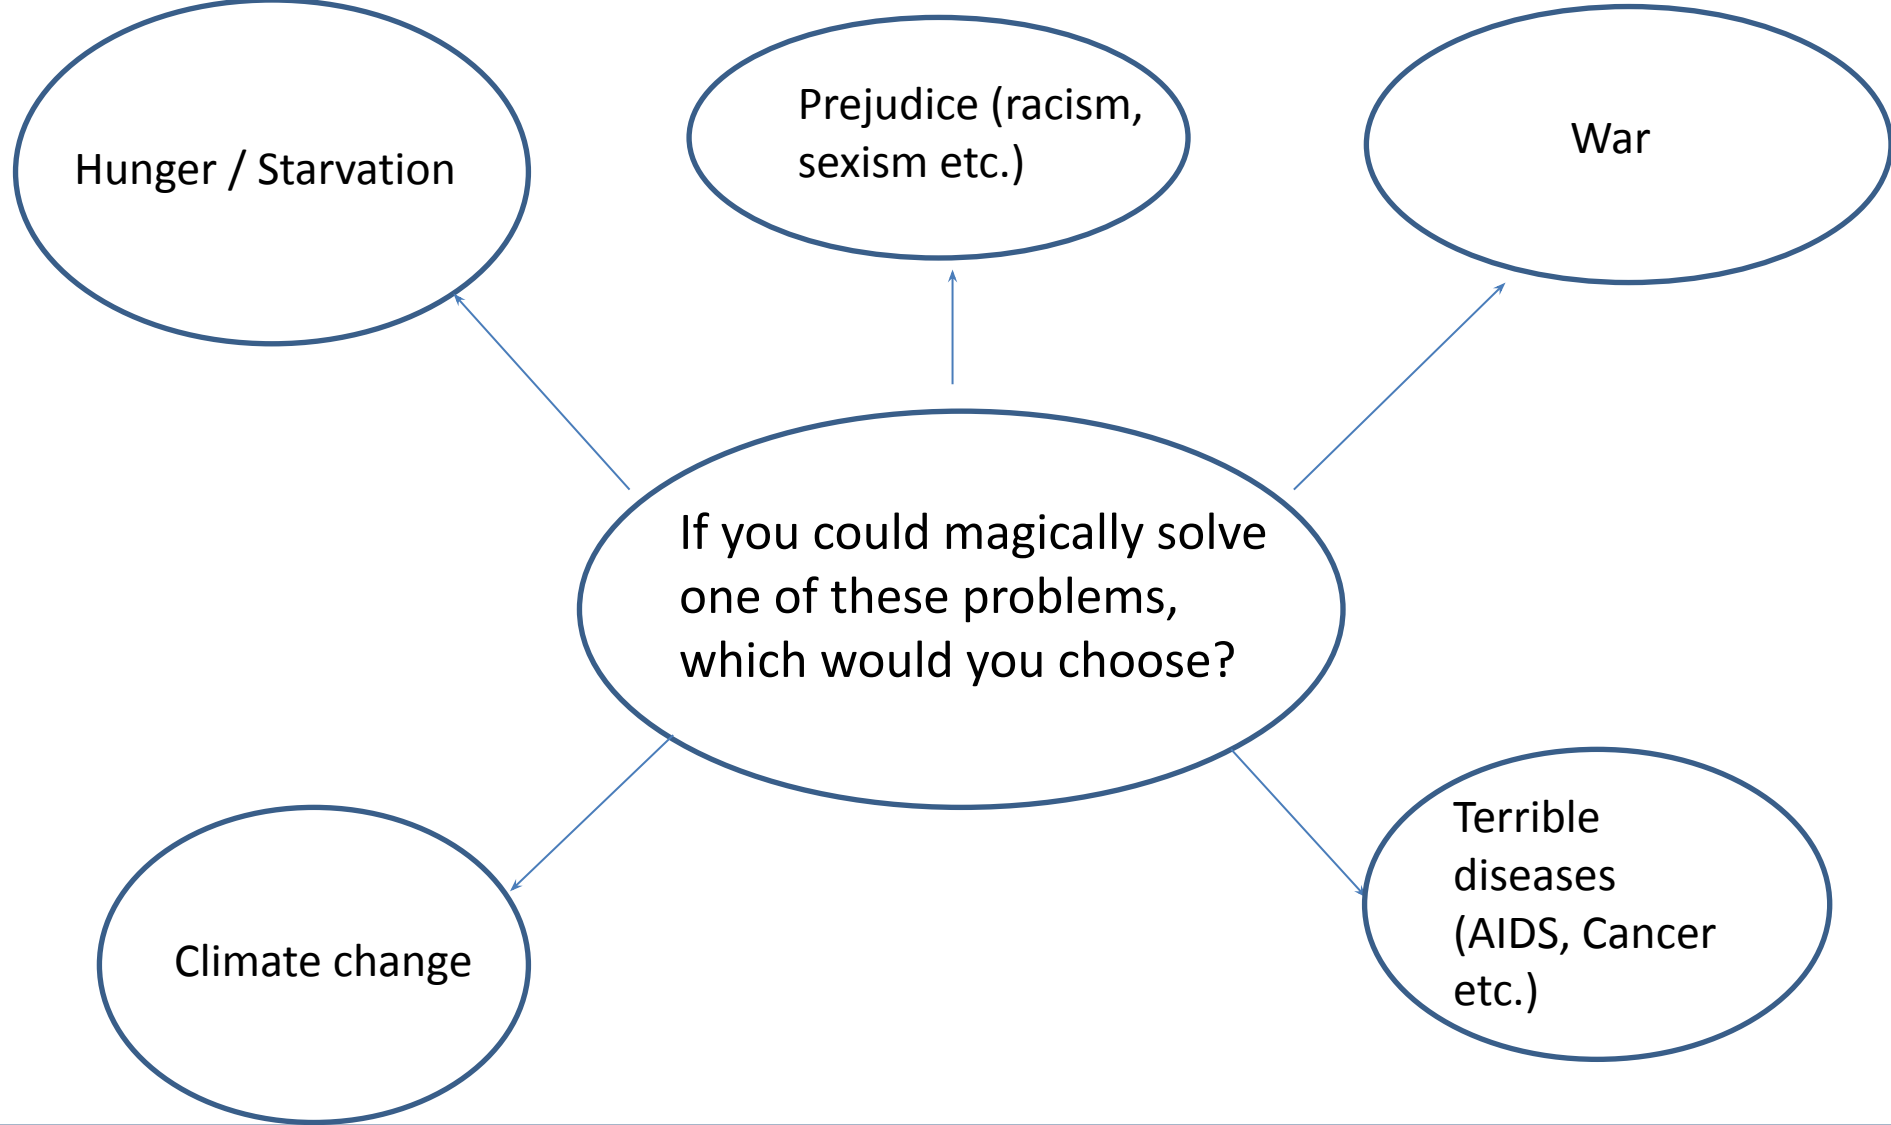 Hunger / Starvation
Prejudice (racism,
sexism etc.)
War
If you could magically solve
one of these problems,
which would you choose?
Climate change
Terrible
diseases
(AIDS, Cancer
etc.)